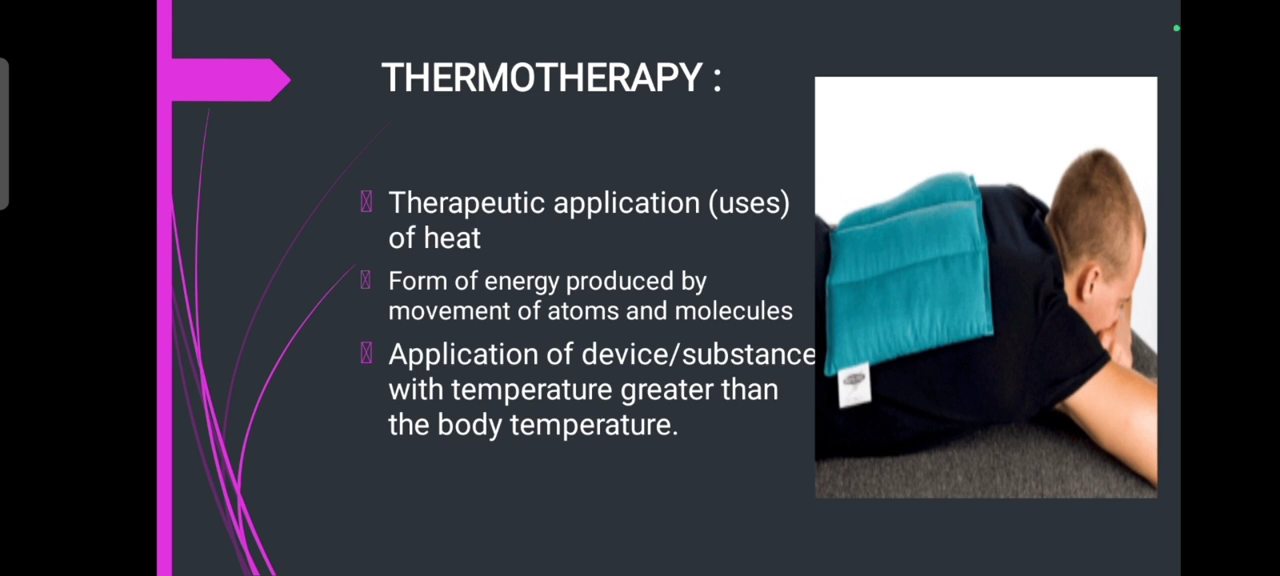 THERMOTHERAPY :
Therapeutic application (uses)
of heat
Form of energy produced by
movement of atoms and molecules
Application of device/substance
with temperature greater than
the body temperature.